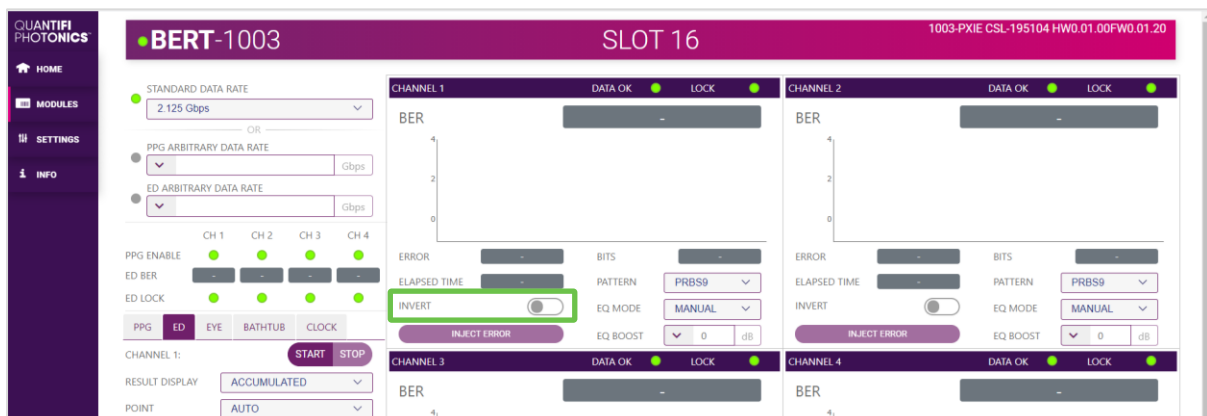 QUANTIFI
PHOTONICS
HOME
MODULES
SETTINGS
INFO
BERT-1003
SLOT 16
1003-PXIE CSL-195104 HW0.01.00FW0.01.20
STANDARD DATA RATE
2.125 Gbps
OR
PPG ARBITRARY DATA RATE
Gbps
ED ARBITRARY DATA RATE
Gbps
CH 1 CH 2 CH 3 CH 4
PPG ENABLE
ED BER - - - -
ED LOCK
PPG ED EYE BATHTUB CLOCK
CHANNEL 1: START STOP
RESULT DISPLAY ACCUMULATED
POINT AUTO
CHANNEL 1 DATA OK LOCK
BER -
4
2
0
ERROR - BITS -
ELAPSED TIME - PATTERN PRBS9
INVERT EQ MODE MANUAL
INJECT ERROR EQ BOOST 0 dB
CHANNEL 2 DATA OK LOCK
BER -
4
2
0
ERROR - BITS -
ELAPSED TIME - PATTERN PRBS9
INVERT EQ MODE MANUAL
INJECT ERROR EQ BOOST 0 dB
CHANNEL 3 DATA OK LOCK
BER -
4
CHANNEL 4 DATA OK LOCK
BER -
4